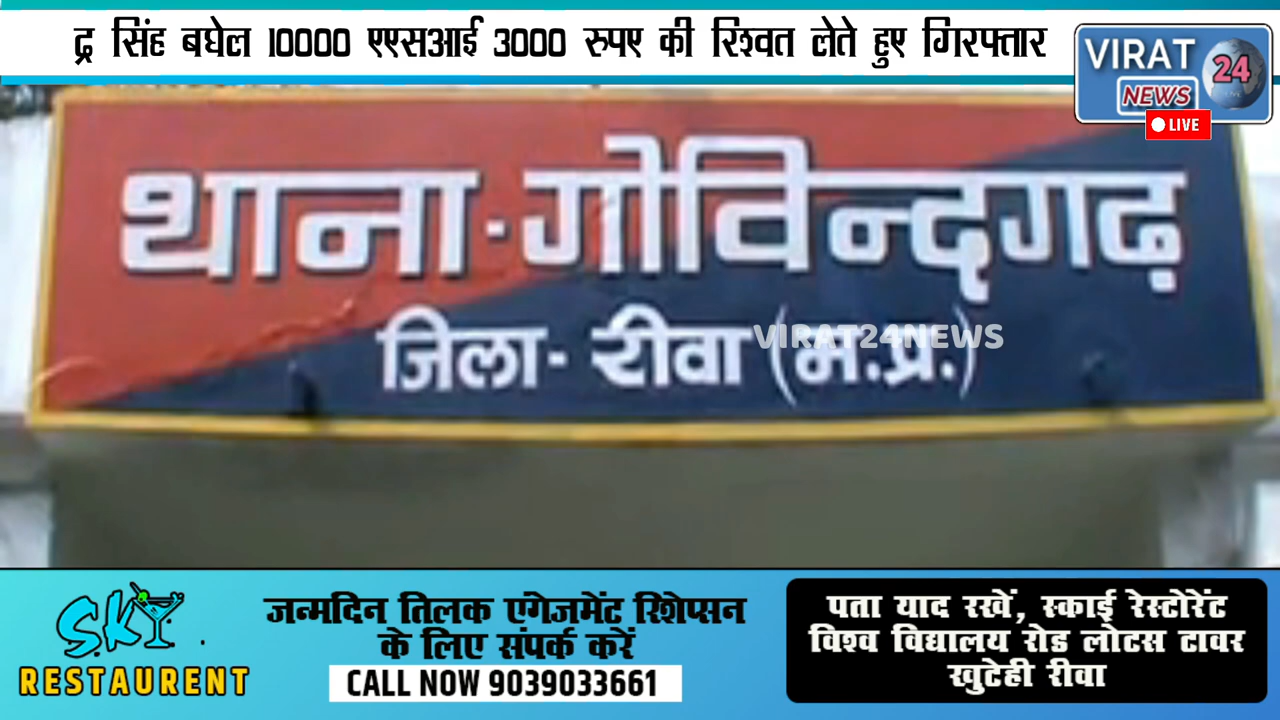 द्र सिंह बघेल 10000 एएसआई 3000 रुपए की रिश्वत लेते हुए गिरफ्तार
VIRAT
24
NEWS
LIVE
थाना-गोविन्दगढ़
जिला-रीवा (म.प्र.)
VIRAT24NEWS
SKY
RESTAURENT
जन्मदिन तिलक एंगेजमेंट रिशेप्सन
के लिए संपर्क करें
CALL NOW 9039033661
पता याद रखें, स्काई रेस्टोरेंट
विश्व विद्यालय रोड लोटस टावर
खुटेही रीवा